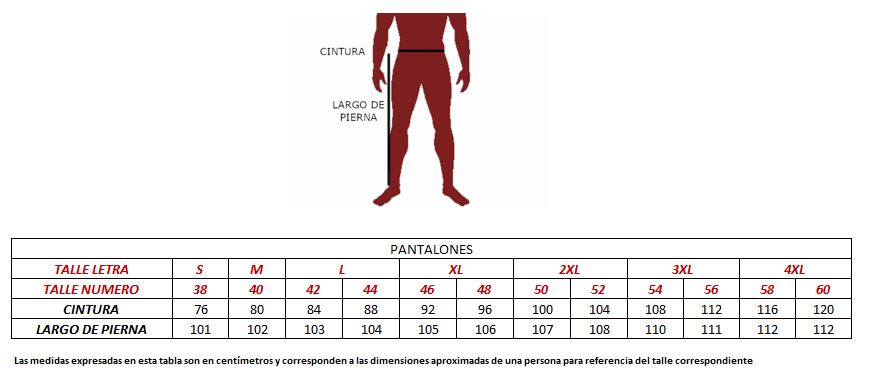 CINTURA
LARGO DE
PIERNA
PANTALONES
TALLE LETRA S M L XL 2XL 3XL 4XL
TALLE NUMERO 38 40 42 44 46 48 50 52 54 56 58 60
CINTURA 76 80 84 88 92 96 100 104 108 112 116 120
LARGO DE PIERNA 101 102 103 104 105 106 107 108 110 111 112 112
Las medidas expresadas en esta tabla son en centímetros y corresponden a las dimensiones aproximadas de una persona para referencia del talle correspondiente